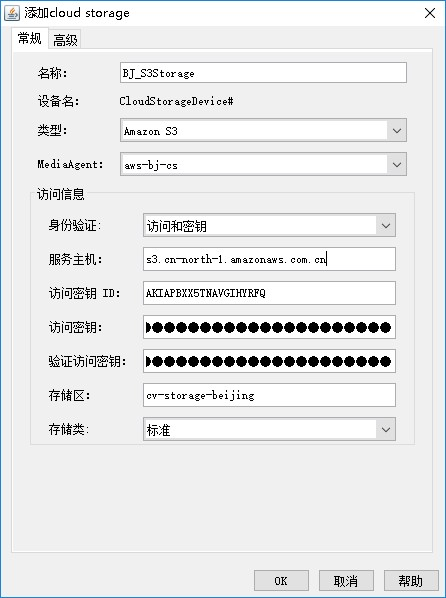 添加cloud storage
常规 高级
名称： BJ_S3Storage
设备名： CloudStorageDevice#
类型： Amazon S3
MediaAgent: aws-bj-cs
访问信息
身份验证: 访问和密钥
服务主机： s3.cn-north-1.amazonaws.com.cn
访问密钥 ID： AKIAPBXX5TNAVGIHYRFQ
访问密钥：
验证访问密钥：
存储区： cv-storage-beijing
存储类: 标准
OK 取消 帮助